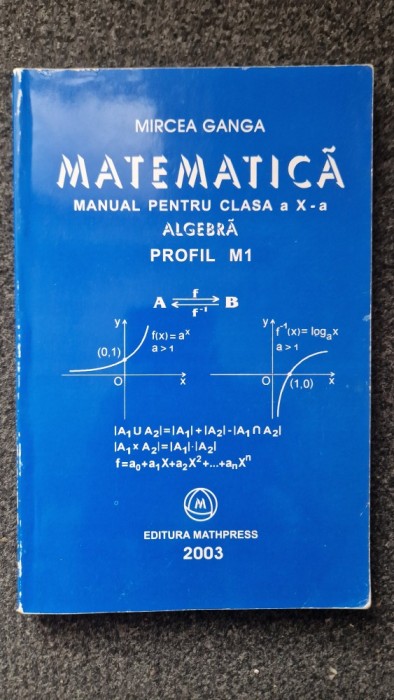 MIRCEA GANGA
MATEMATICĂ
MANUAL PENTRU CLASA a X-a
ALGEBRĂ
PROFIL M1
A f B
f⁻¹
y
f(x)=aˣ
a>1
(0,1)
O
x
y
f⁻¹(x)=logₐx
a>1
O
(1,0)
x
|A₁∪A₂|=|A₁|+|A₂|-|A₁∩A₂|
|A₁×A₂|=|A₁|·|A₂|
f=a₀+a₁X+a₂X²+...+aₙXⁿ
M
EDITURA MATHPRESS
2003